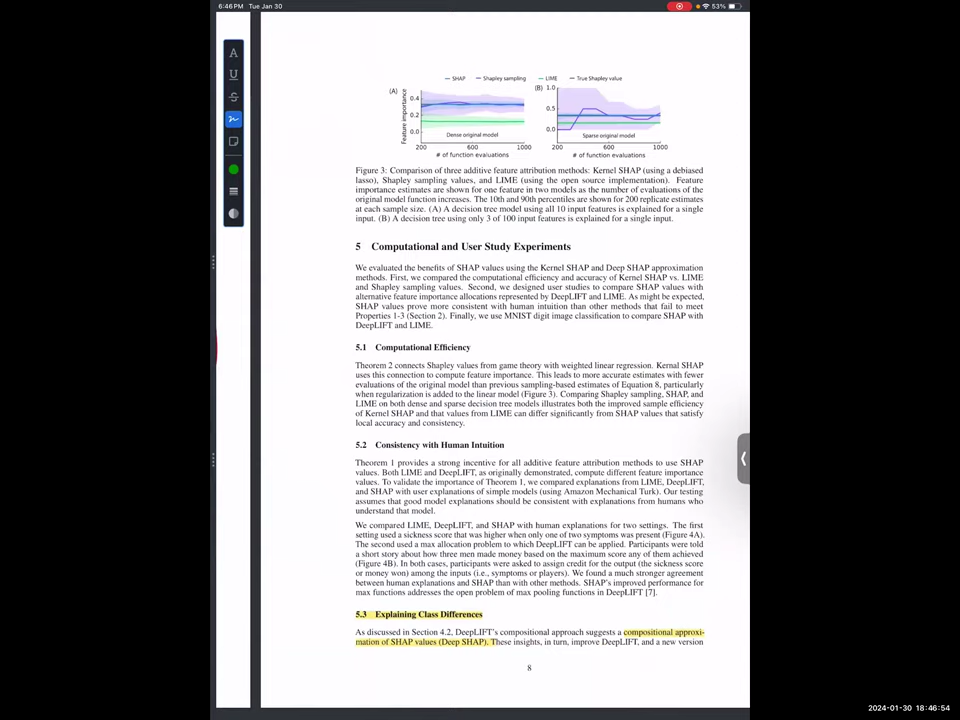 6:46 PM Tue Jan 30
53%
A
U
S
SHAP
Shapley sampling
LIME
True Shapley value
(A)
Feature importance
0.4
0.2
0.0
Dense original model
200
600
1000
# of function evaluations
(B)
1.0
0.5
0.0
Sparse original model
200
600
1000
# of function evaluations
Figure 3: Comparison of three additive feature attribution methods: Kernel SHAP (using a debiased
lasso), Shapley sampling values, and LIME (using the open source implementation). Feature
importance estimates are shown for one feature in two models as the number of evaluations of the
original model function increases. The 10th and 90th percentiles are shown for 200 replicate estimates
at each sample size. (A) A decision tree model using all 10 input features is explained for a single
input. (B) A decision tree using only 3 of 100 input features is explained for a single input.
5 Computational and User Study Experiments
We evaluated the benefits of SHAP values using the Kernel SHAP and Deep SHAP approximation
methods. First, we compared the computational efficiency and accuracy of Kernel SHAP vs. LIME
and Shapley sampling values. Second, we designed user studies to compare SHAP values with
alternative feature importance allocations represented by DeepLIFT and LIME. As might be expected,
SHAP values prove more consistent with human intuition than other methods that fail to meet
Properties 1-3 (Section 2). Finally, we use MNIST digit image classification to compare SHAP with
DeepLIFT and LIME.
5.1 Computational Efficiency
Theorem 2 connects Shapley values from game theory with weighted linear regression. Kernal SHAP
uses this connection to compute feature importance. This leads to more accurate estimates with fewer
evaluations of the original model than previous sampling-based estimates of Equation 8, particularly
when regularization is added to the linear model (Figure 3). Comparing Shapley sampling, SHAP, and
LIME on both dense and sparse decision tree models illustrates both the improved sample efficiency
of Kernel SHAP and that values from LIME can differ significantly from SHAP values that satisfy
local accuracy and consistency.
5.2 Consistency with Human Intuition
Theorem 1 provides a strong incentive for all additive feature attribution methods to use SHAP
values. Both LIME and DeepLIFT, as originally demonstrated, compute different feature importance
values. To validate the importance of Theorem 1, we compared explanations from LIME, DeepLIFT,
and SHAP with user explanations of simple models (using Amazon Mechanical Turk). Our testing
assumes that good model explanations should be consistent with explanations from humans who
understand that model.
We compared LIME, DeepLIFT, and SHAP with human explanations for two settings. The first
setting used a sickness score that was higher when only one of two symptoms was present (Figure 4A).
The second used a max allocation problem to which DeepLIFT can be applied. Participants were told
a short story about how three men made money based on the maximum score any of them achieved
(Figure 4B). In both cases, participants were asked to assign credit for the output (the sickness score
or money won) among the inputs (i.e., symptoms or players). We found a much stronger agreement
between human explanations and SHAP than with other methods. SHAP's improved performance for
max functions addresses the open problem of max pooling functions in DeepLIFT [7].
5.3 Explaining Class Differences
As discussed in Section 4.2, DeepLIFT's compositional approach suggests a compositional approxi-
mation of SHAP values (Deep SHAP). These insights, in turn, improve DeepLIFT, and a new version
8
2024-01-30 18:46:54